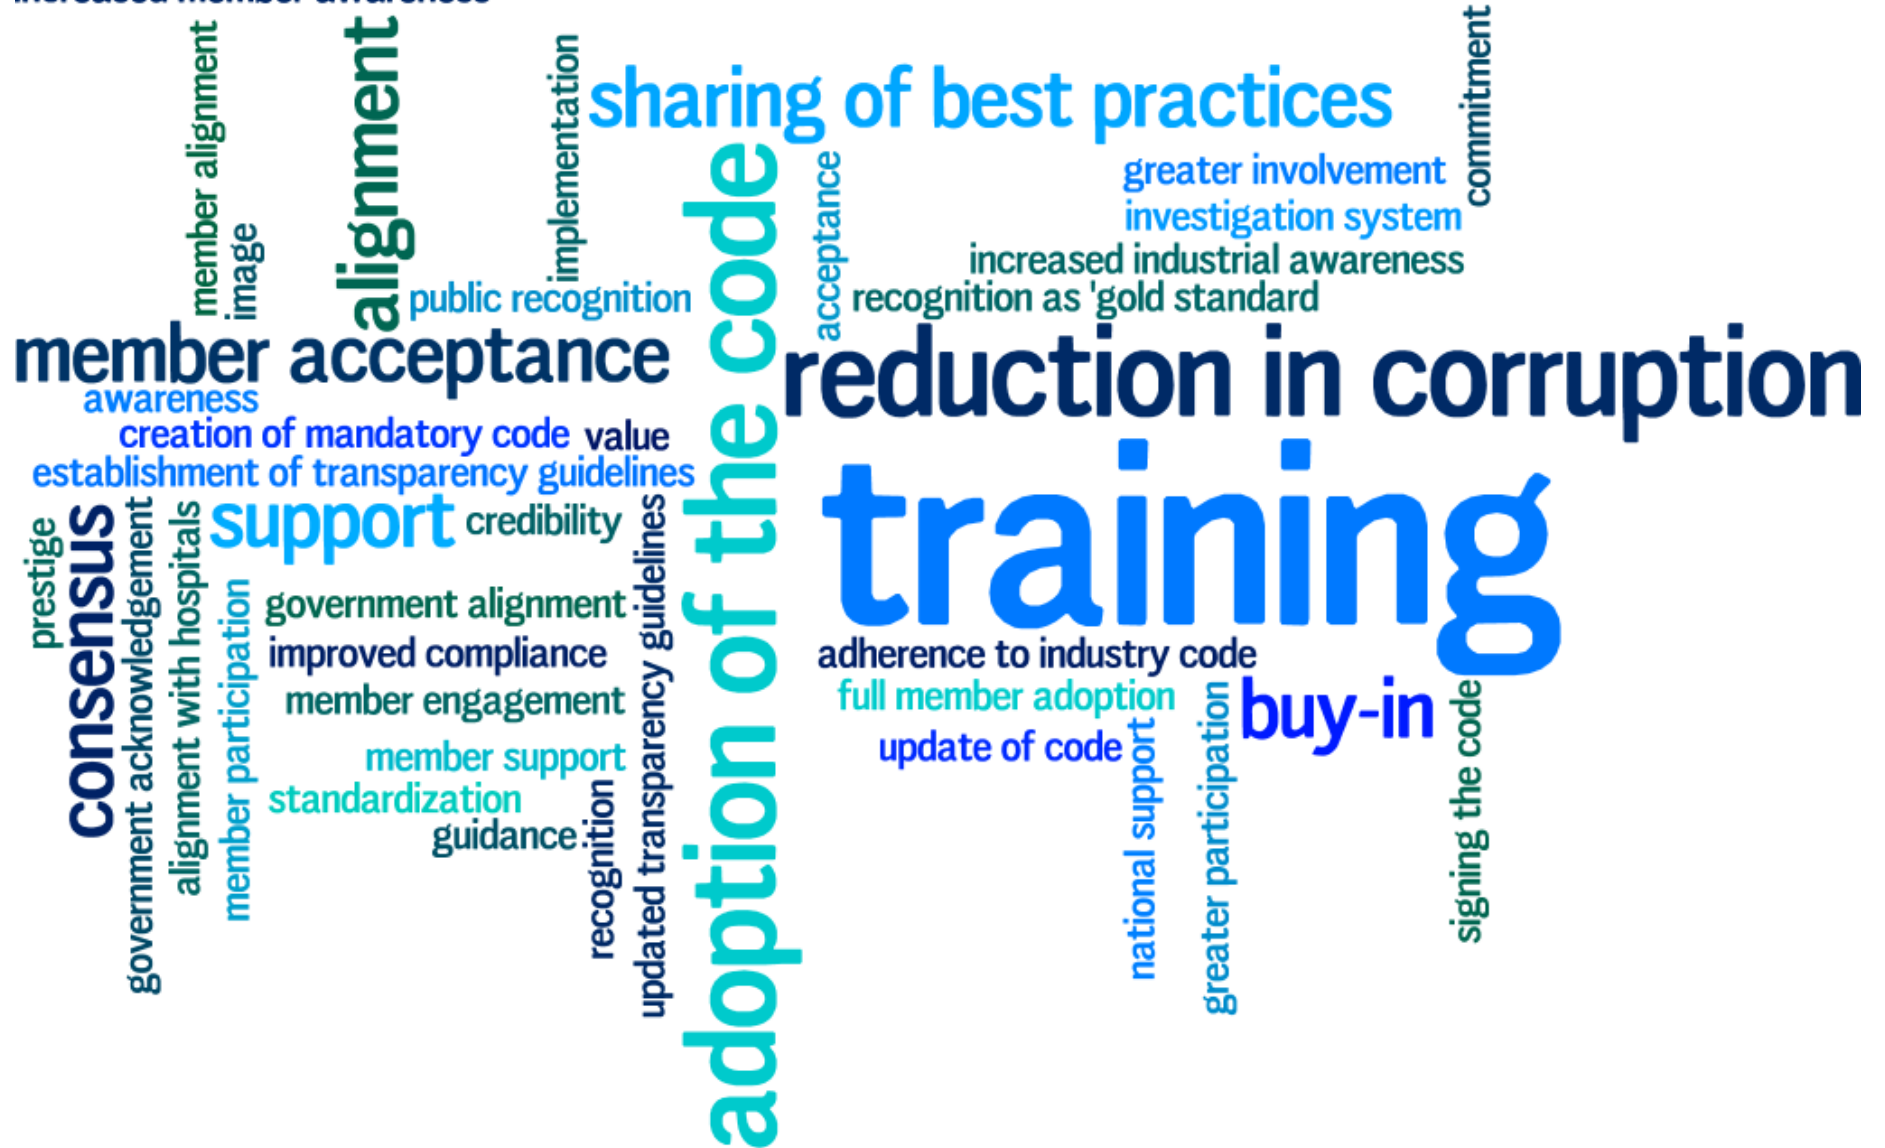 increased member awareness
member alignment
image
alignment
implementation
sharing of best practices
commitment
greater involvement
investigation system
increased industrial awareness
acceptance
recognition as 'gold standard
public recognition
member acceptance
reduction in corruption
awareness
creation of mandatory code
value
establishment of transparency guidelines
adoption of the code
training
prestige
consensus
government acknowledgement
alignment with hospitals
support
credibility
member participation
government alignment
improved compliance
member engagement
member support
standardization
guidance
recognition
updated transparency guidelines
adherence to industry code
full member adoption
update of code
national support
greater participation
buy-in
signing the code